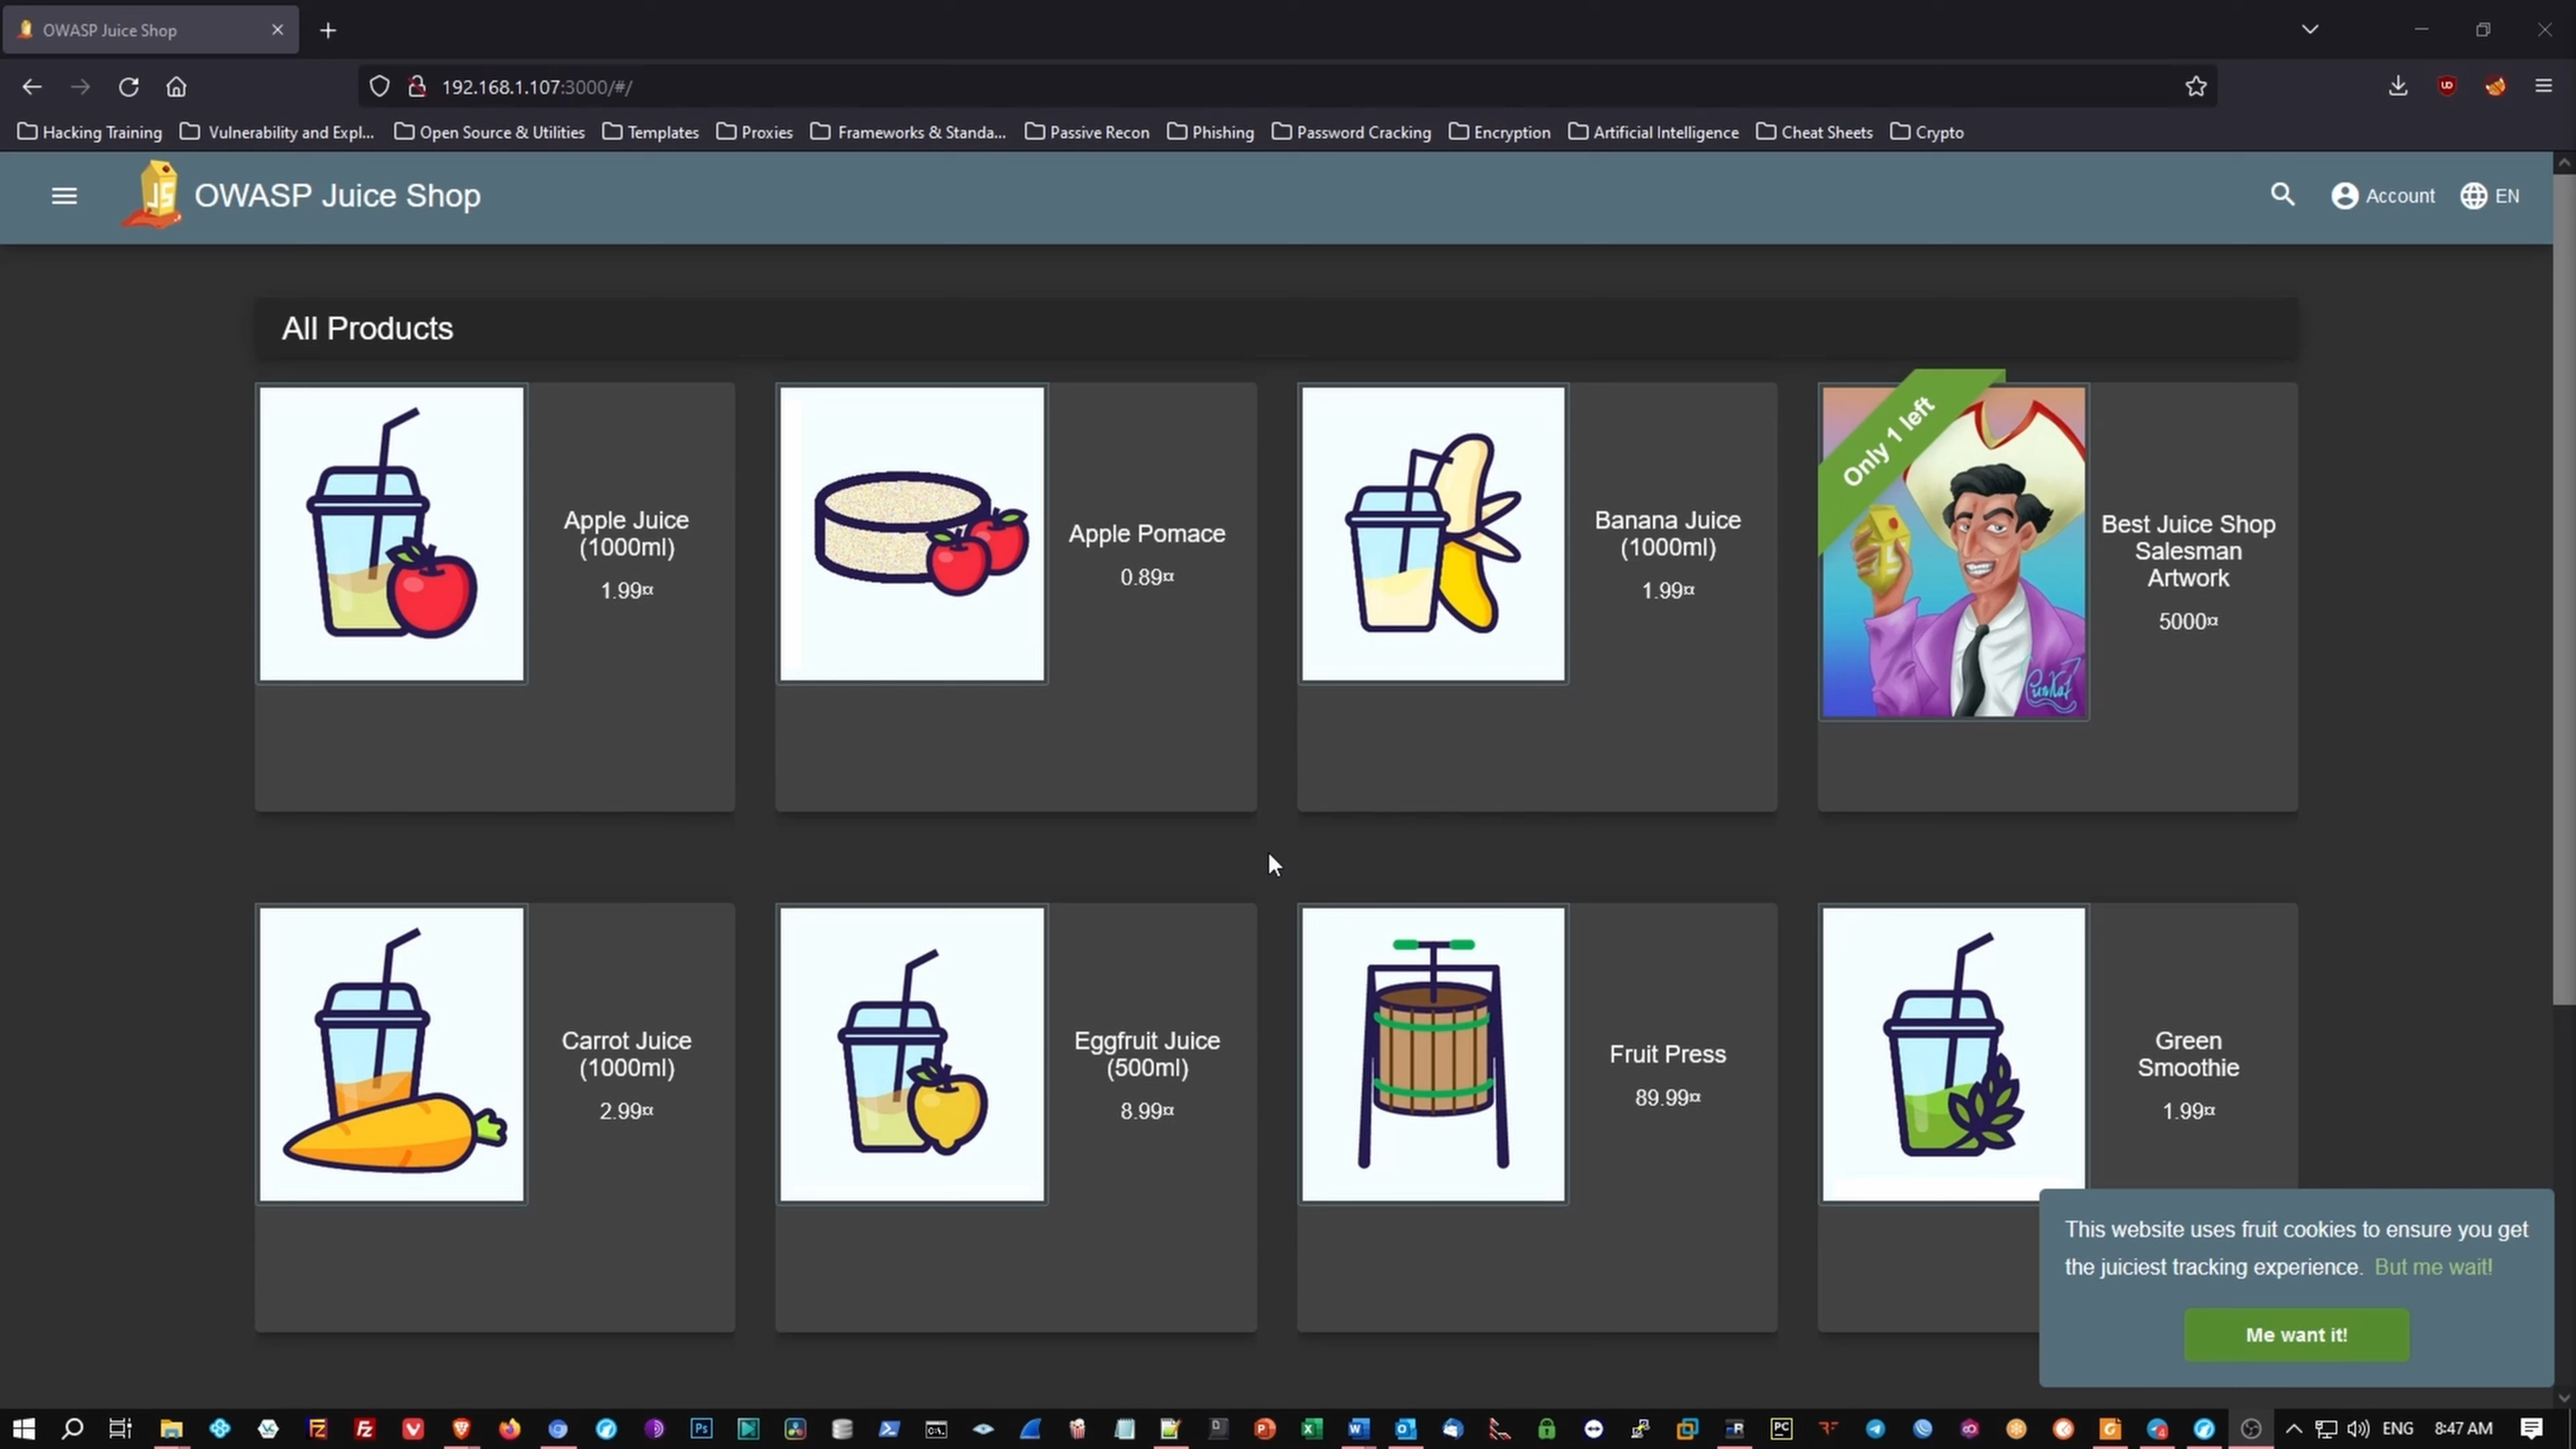 OWASP Juice Shop
192.168.1.107:3000/#/
Hacking Training
Vulnerability and Expl...
Open Source & Utilities
Templates
Proxies
Frameworks & Standa...
Passive Recon
Phishing
Password Cracking
Encryption
Artificial Intelligence
Cheat Sheets
Crypto
JS
OWASP Juice Shop
Account
EN
All Products
Apple Juice
(1000ml)
1.99¤
Apple Pomace
0.89¤
Banana Juice
(1000ml)
1.99¤
Only 1 left
Best Juice Shop
Salesman
Artwork
5000¤
Carrot Juice
(1000ml)
2.99¤
Eggfruit Juice
(500ml)
8.99¤
Fruit Press
89.99¤
Green
Smoothie
1.99¤
This website uses fruit cookies to ensure you get
the juiciest tracking experience. But me wait!
Me want it!
ENG
8:47 AM